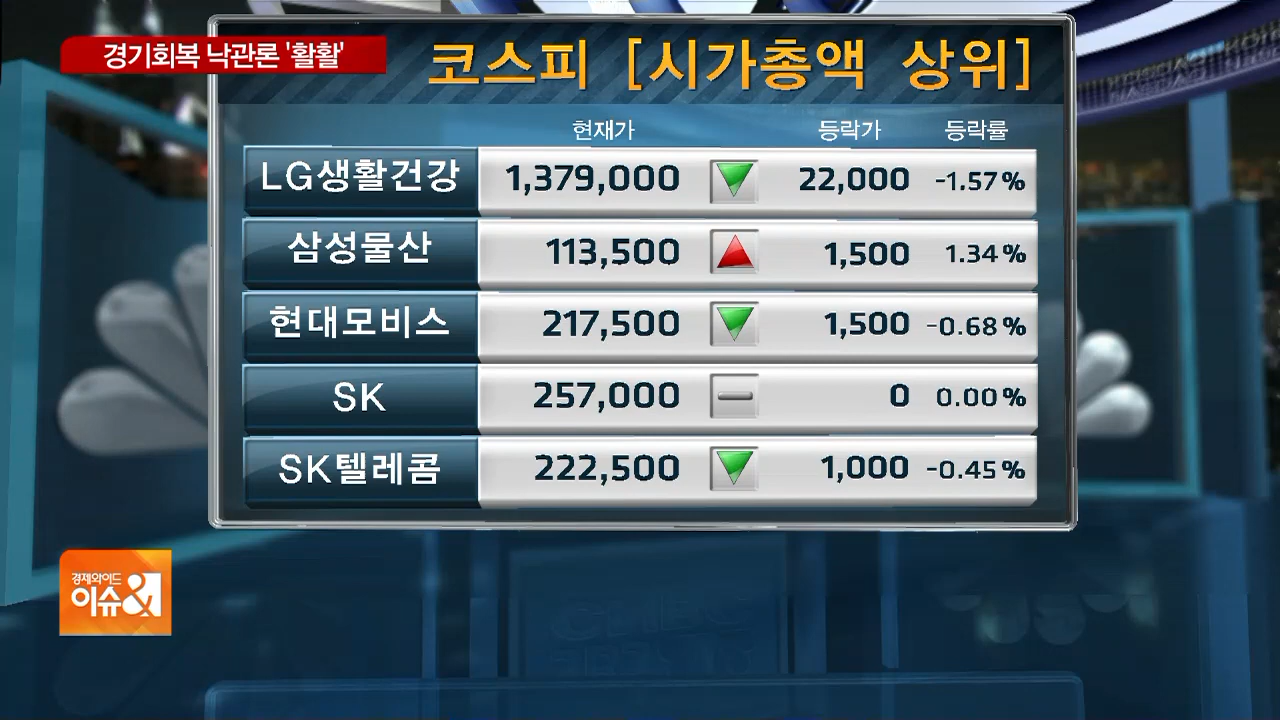 경기회복 낙관론 '활활'
코스피 [시가총액 상위]
현재가 등락가 등락률
LG생활건강 1,379,000 ▼ 22,000 -1.57%
삼성물산 113,500 ▲ 1,500 1.34%
현대모비스 217,500 ▼ 1,500 -0.68%
SK 257,000 - 0 0.00%
SK텔레콤 222,500 ▼ 1,000 -0.45%
경제와이드
이슈&